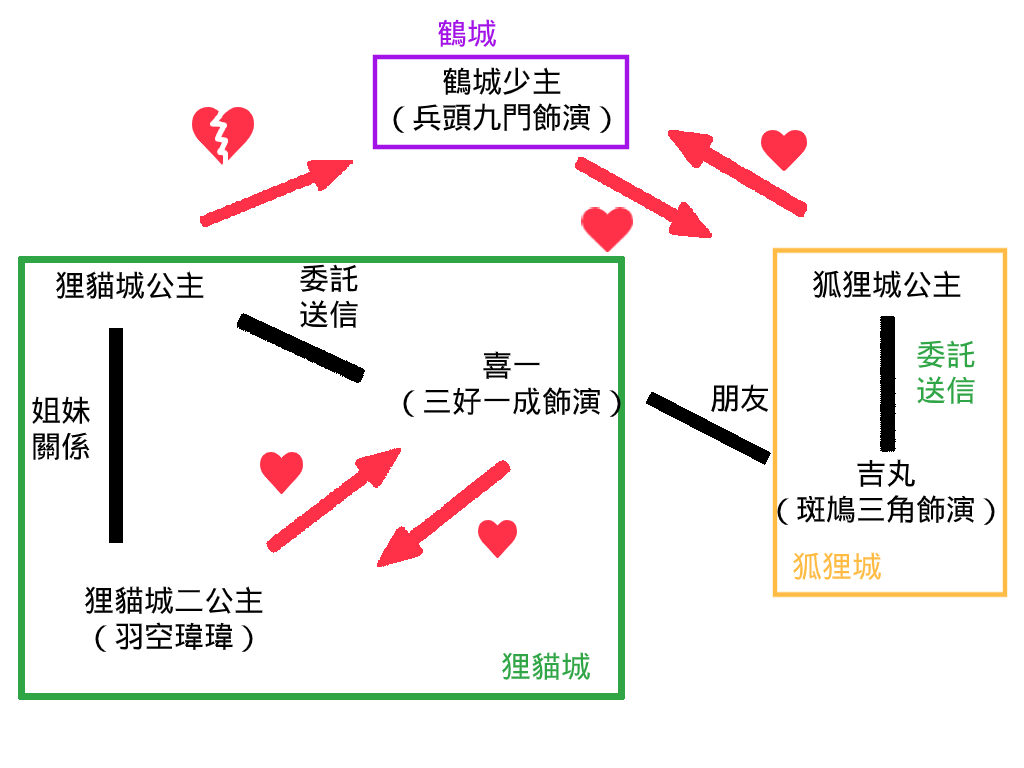 鶴城
鶴城少主
（兵頭九門飾演）
狸貓城公主
委託
送信
狐狸城公主
委託
送信
喜一
（三好一成飾演）
朋友
姐妹
關係
吉丸
（斑鳩三角飾演）
狐狸城
狸貓城二公主
（羽空瑋瑋）
狸貓城